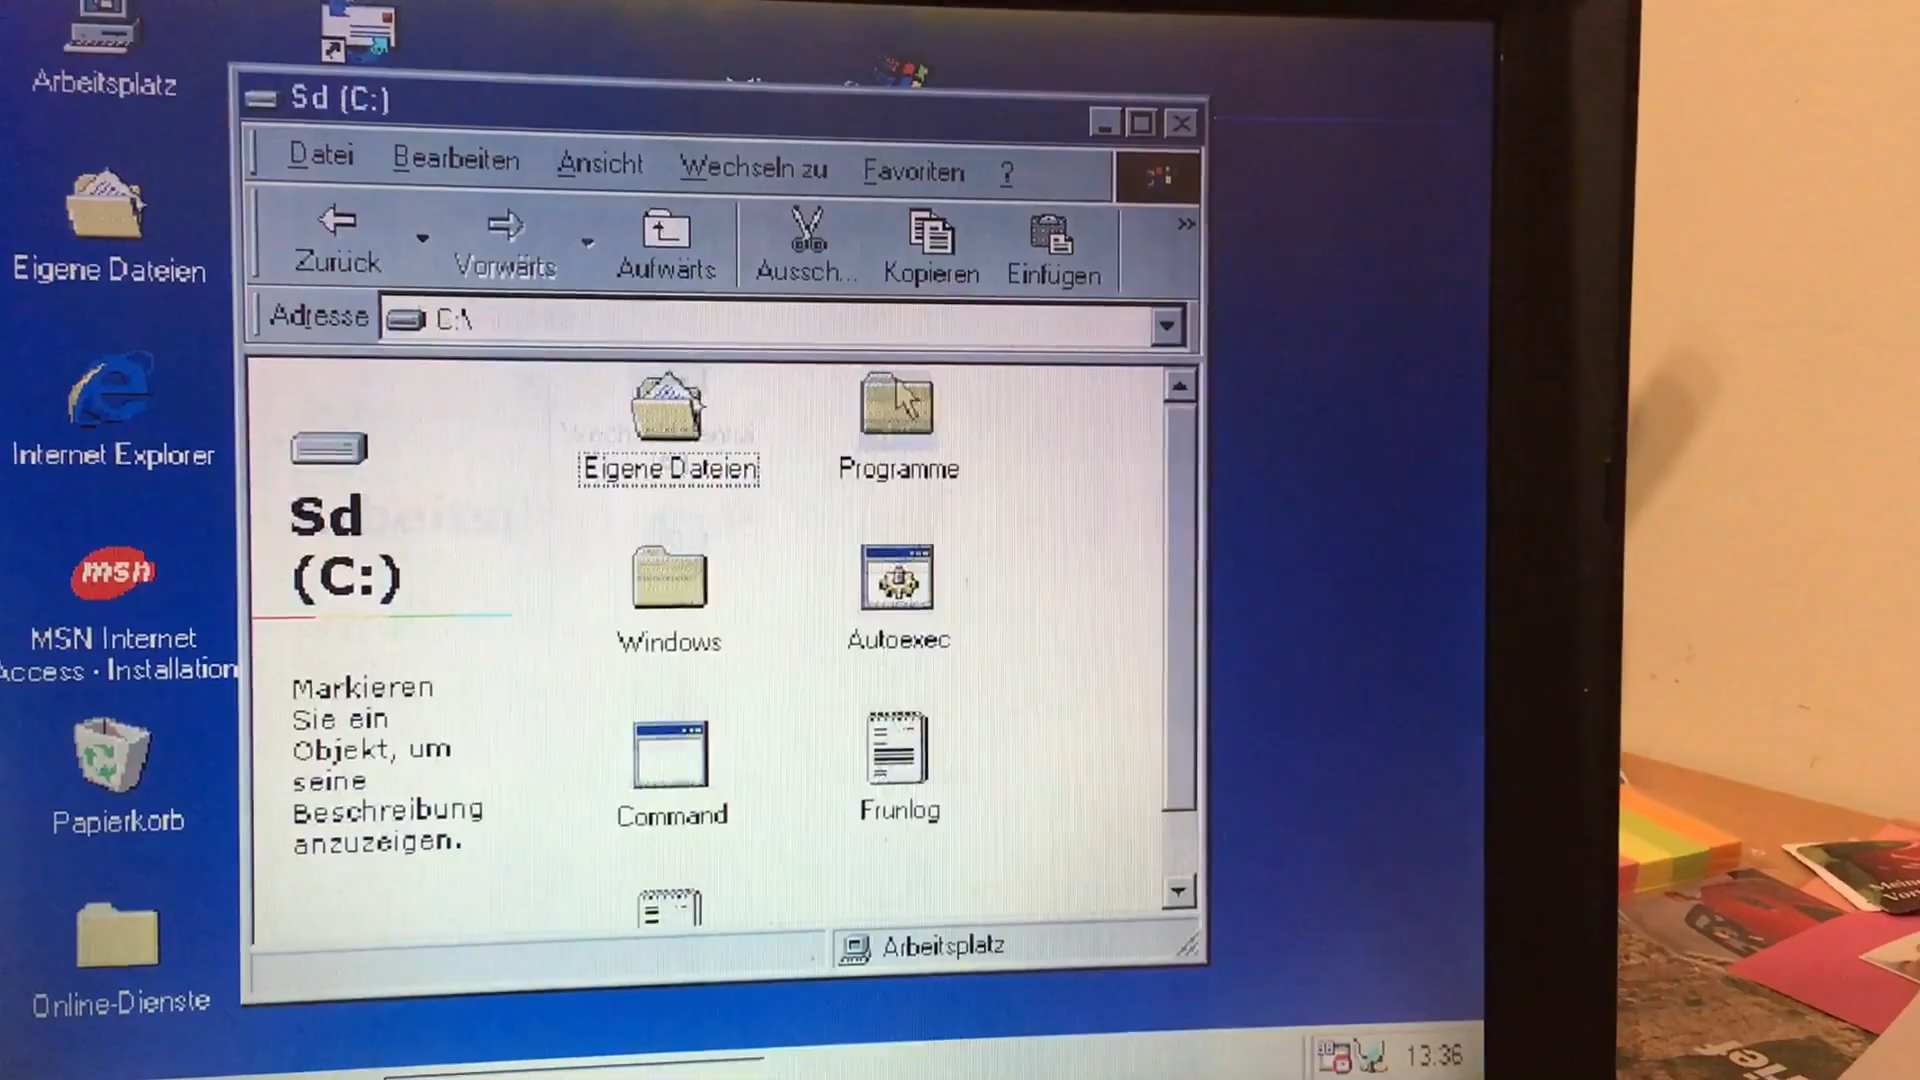 Arbeitsplatz
Eigene Dateien
Internet Explorer
msn
MSN Internet
Access - Installation
Papierkorb
Online-Dienste
Sd (C:)
Datei Bearbeiten Ansicht Wechseln zu Favoriten ?
Zurück Vorwärts Aufwärts Aussch... Kopieren Einfügen
Adresse C:\
Sd
(C:)
Markieren
Sie ein
Objekt, um
seine
Beschreibung
anzuzeigen.
Eigene Dateien Programme
Windows Autoexec
Command Frunlog
Arbeitsplatz
13:36